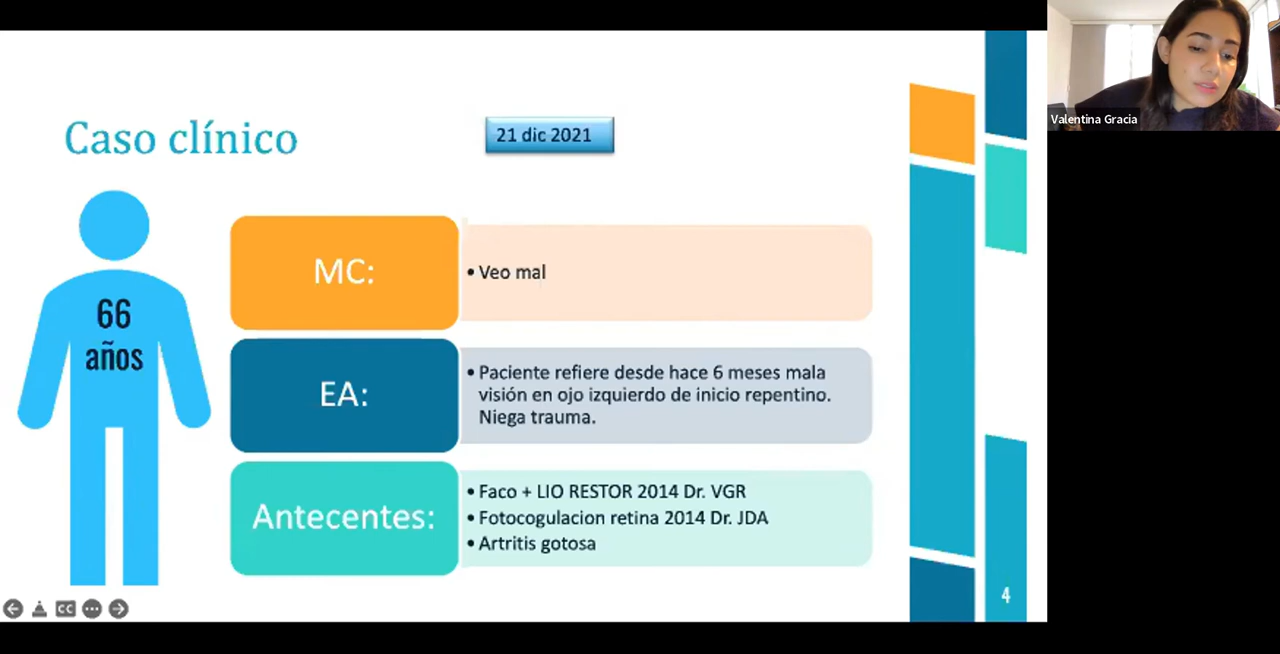 Caso clínico
21 dic 2021
66
años
MC:
• Veo mal
EA:
• Paciente refiere desde hace 6 meses mala
visión en ojo izquierdo de inicio repentino.
Niega trauma.
Antecentes:
• Faco + LIO RESTOR 2014 Dr. VGR
• Fotocogulacion retina 2014 Dr. JDA
• Artritis gotosa
4
CC
Valentina Gracia